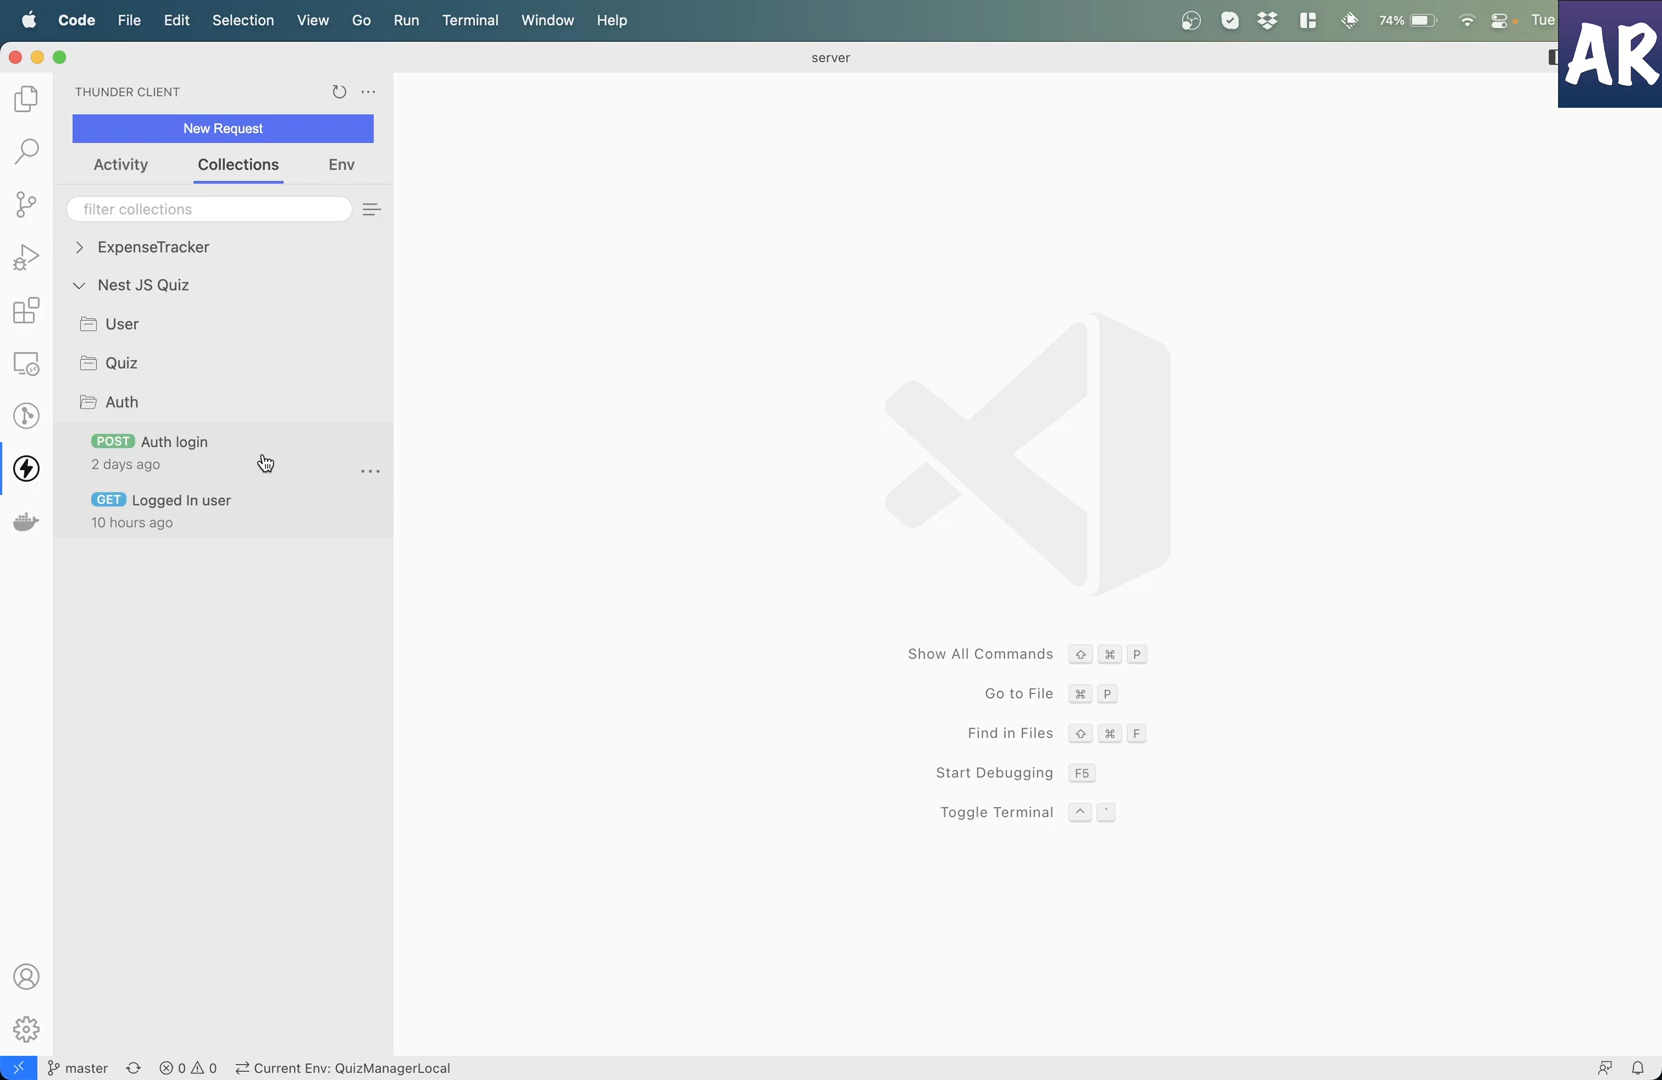 Code File Edit Selection View Go Run Terminal Window Help 74% Tue
AR
server
THUNDER CLIENT
New Request
Activity Collections Env
filter collections
ExpenseTracker
Nest JS Quiz
User
Quiz
Auth
POST Auth login
2 days ago
GET Logged In user
10 hours ago
Show All Commands ⇧ ⌘ P
Go to File ⌘ P
Find in Files ⇧ ⌘ F
Start Debugging F5
Toggle Terminal ^ `
master 0 0 Current Env: QuizManagerLocal